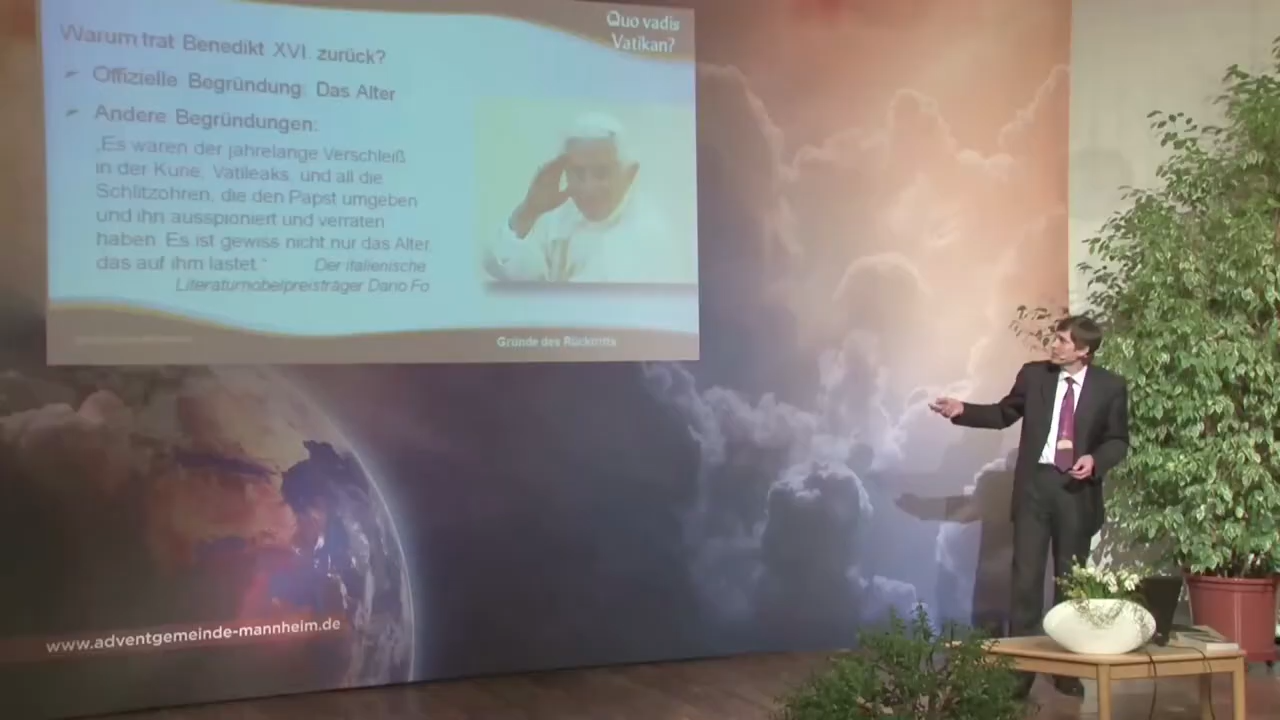 Quo vadis
Vatikan?
Warum trat Benedikt XVI. zurück?
Offizielle Begründung: Das Alter
Andere Begründungen:
„Es waren der jahrelange Verschleiß
in der Kurie, Vatileaks, und all die
Schlitzohren, die den Papst umgeben
und ihn ausspioniert und verraten
haben. Es ist gewiss nicht nur das Alter,
das auf ihm lastet.“ Der italienische
Literaturnobelpreisträger Dario Fo
Gründe des Rücktritts
www.adventgemeinde-mannheim.de